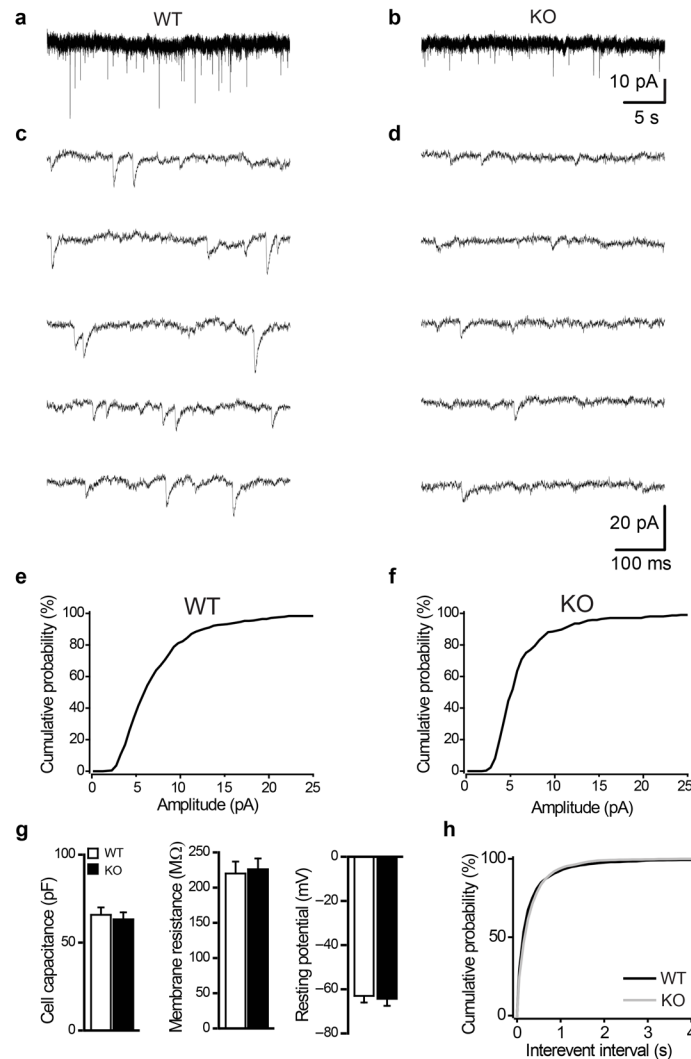 a
WT
b
KO
10 pA
5 s
c
d
20 pA
100 ms
e
WT
Cumulative probability (%)
100
80
60
40
20
0
0 5 10 15 20 25
Amplitude (pA)
f
KO
Cumulative probability (%)
100
80
60
40
20
0
0 5 10 15 20 25
Amplitude (pA)
g
Cell capacitance (pF)
100
50
0
WT
KO
Membrane resistance (MΩ)
250
200
150
100
50
0
Resting potential (mV)
0
−20
−40
−60
−80
h
Cumulative probability (%)
100
50
0
WT
KO
0 1 2 3 4
Interevent interval (s)